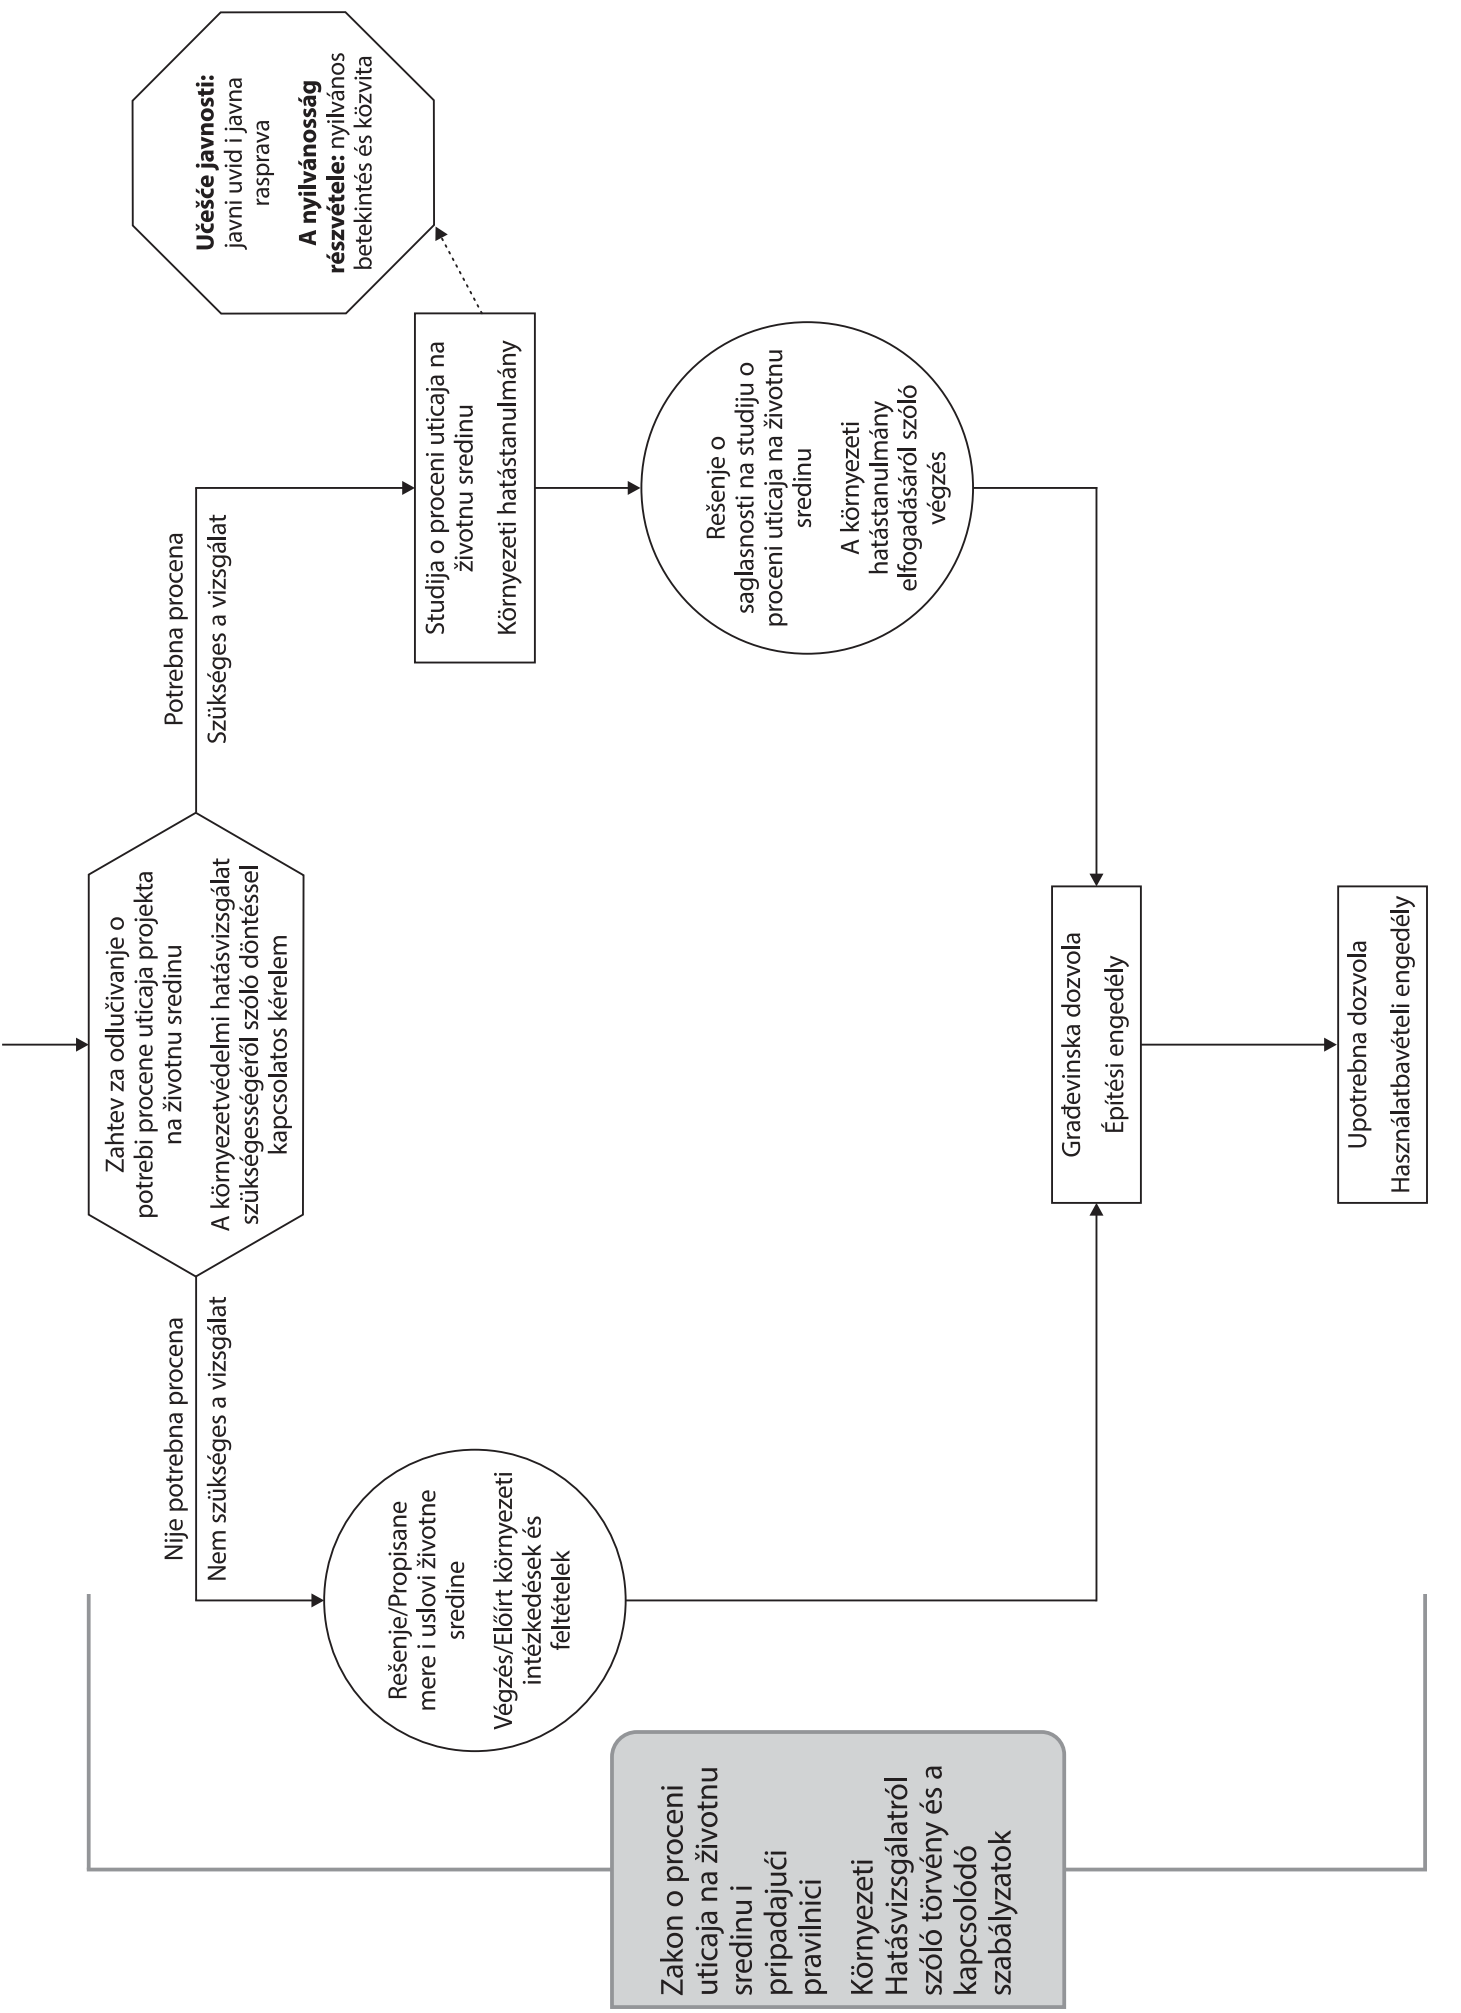 Zahtev za odlučivanje o
potrebi procene uticaja projekta
na životnu sredinu
A környezetvédelmi hatásvizsgálat
szükségességéről szóló döntéssel
kapcsolatos kérelem
Nije potrebna procena
Nem szükséges a vizsgálat
Potrebna procena
Szükséges a vizsgálat
Učešće javnosti:
javni uvid i javna
rasprava
A nyilvánosság
részvétele: nyilvános
betekintés és közvita
Studija o proceni uticaja na
životnu sredinu
Környezeti hatástanulmány
Rešenje/Propisane
mere i uslovi životne
sredine
Végzés/Előírt környezeti
intézkedések és
feltételek
Rešenje o
saglasnosti na studiju o
proceni uticaja na životnu
sredinu
A környezeti
hatástanulmány
elfogadásáról szóló
végzés
Zakon o proceni
uticaja na životnu
sredinu i
pripadajući
pravilnici
Környezeti
Hatásvizsgálatról
szóló törvény és a
kapcsolódó
szabályzatok
Građevinska dozvola
Építési engedély
Upotrebna dozvola
Használatbavételi engedély